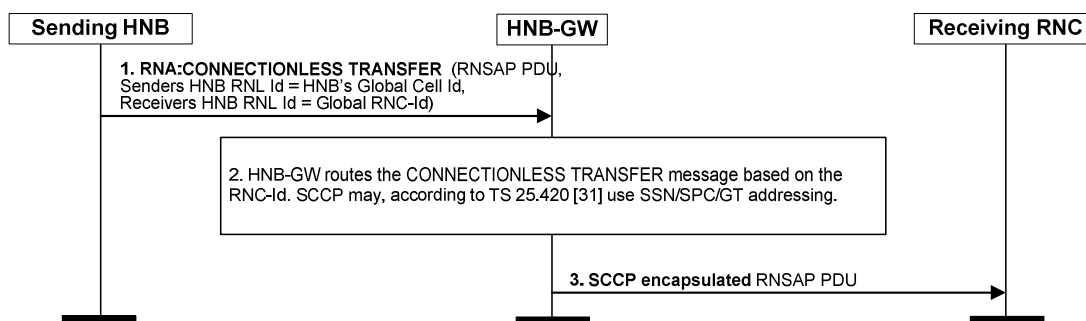 Sending HNB
HNB-GW
Receiving RNC
1. RNA:CONNECTIONLESS TRANSFER (RNSAP PDU,
Senders HNB RNL Id = HNB's Global Cell Id,
Receivers HNB RNL Id = Global RNC-Id)
2. HNB-GW routes the CONNECTIONLESS TRANSFER message based on the
RNC-Id. SCCP may, according to TS 25.420 [31] use SSN/SPC/GT addressing.
3. SCCP encapsulated RNSAP PDU